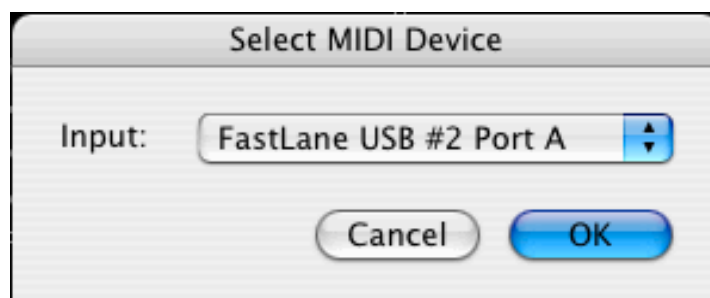 Select MIDI Device
Input: FastLane USB #2 Port A
Cancel OK